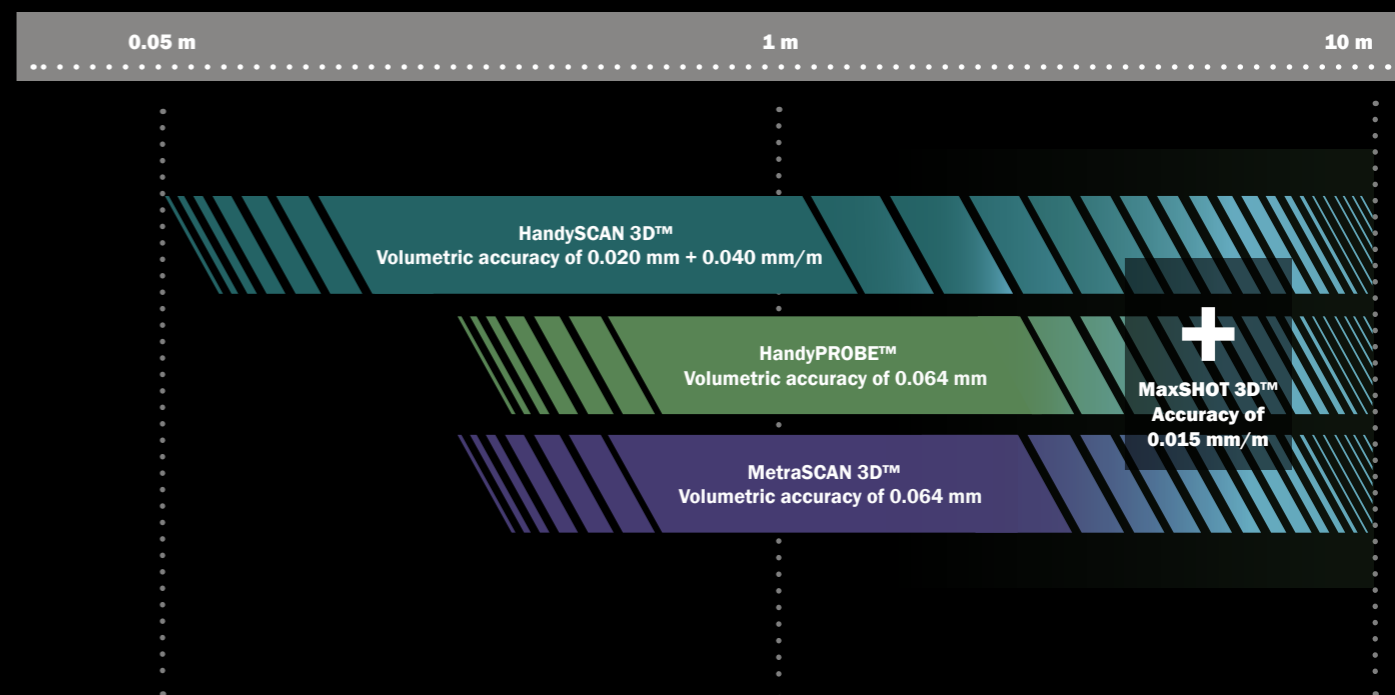 0.05 m
1 m
10 m
HandySCAN 3D™
Volumetric accuracy of 0.020 mm + 0.040 mm/m
HandyPROBE™
Volumetric accuracy of 0.064 mm
+
MaxSHOT 3D™
Accuracy of
0.015 mm/m
MetraSCAN 3D™
Volumetric accuracy of 0.064 mm